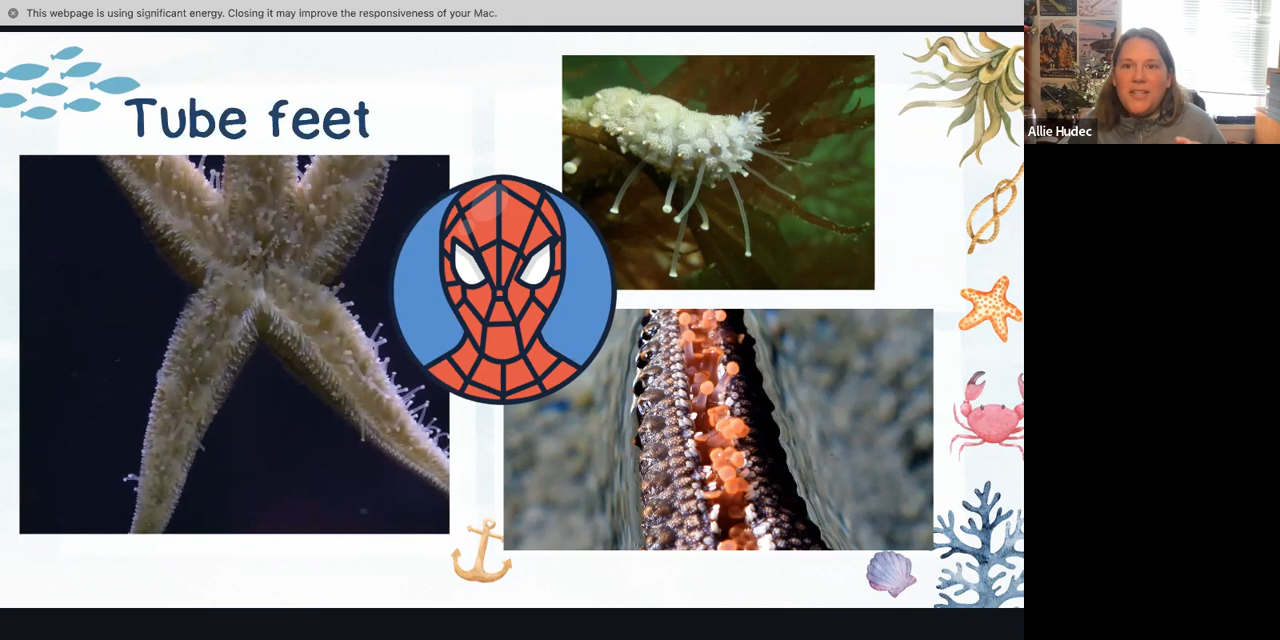 This webpage is using significant energy. Closing it may improve the responsiveness of your Mac.
Tube feet
Allie Hudec